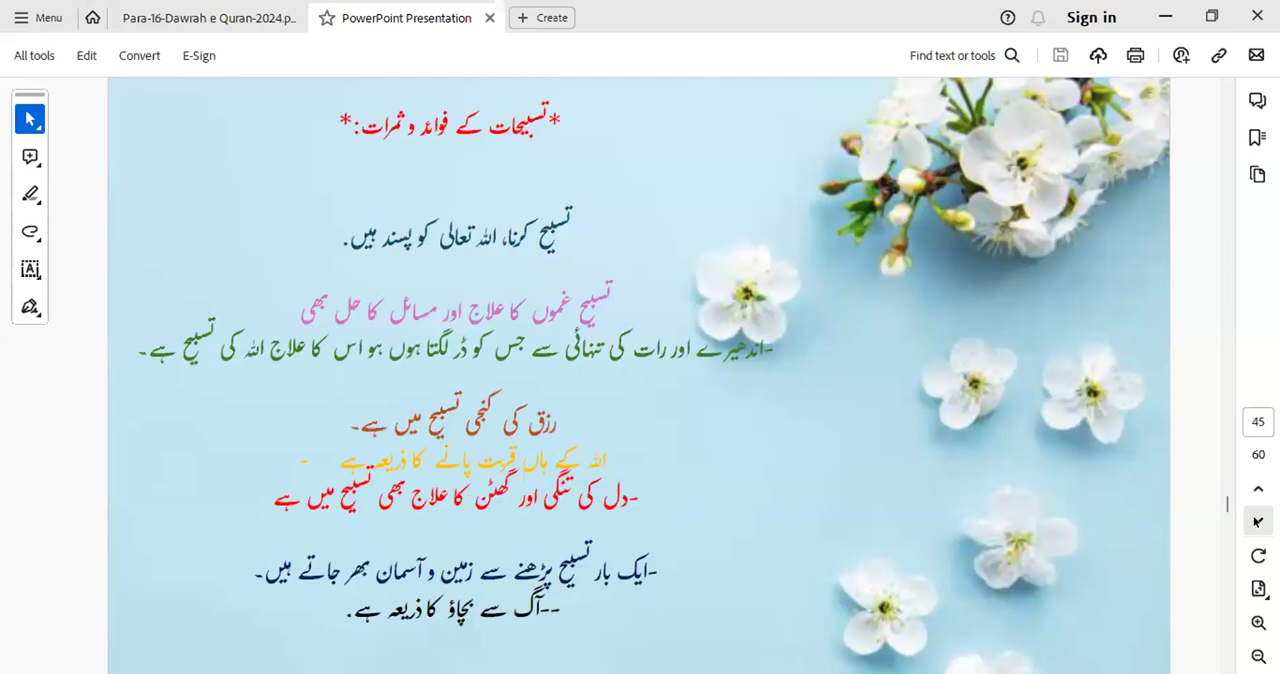 Menu
Para-16-Dawrah e Quran-2024.p...
PowerPoint Presentation
Create
Sign in
All tools
Edit
Convert
E-Sign
Find text or tools
*تسبیحات کے فوائد و ثمرات:*
تسبیح کرنا، اللہ تعالی کو پسند ہیں.
تسبیح غموں کا علاج اور مسائل کا حل بھی
-اندھیرے اور رات کی تنہائی سے جس کو ڈر لگتا ہوں ہو اس کا علاج اللہ کی تسبیح ہے-
رزق کی کنجی تسبیح میں ہے-
اللہ کے ہاں قربت پانے کا ذریعہ ہے -
-دل کی تنگی اور گھٹن کا علاج بھی تسبیح میں ہے
-ایک بار تسبیح پڑھنے سے زمین و آسمان بھر جاتے ہیں-
--آگ سے بچاؤ کا ذریعہ ہے.
45
60